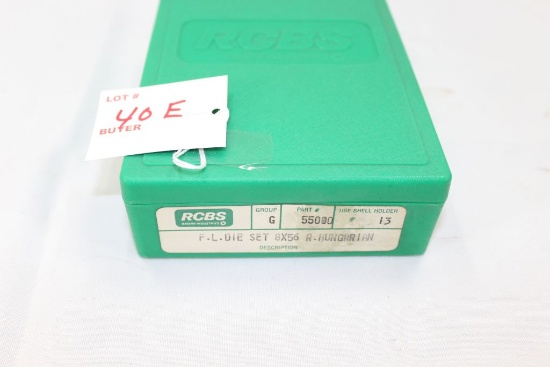 RCBS
LOT #
40 E
BUYER
RCBS
GROUP
G
PART #
55000
USE SHELL HOLDER
# 13
F.L.DIE SET 8X56 R.HUNGARIAN
DESCRIPTION